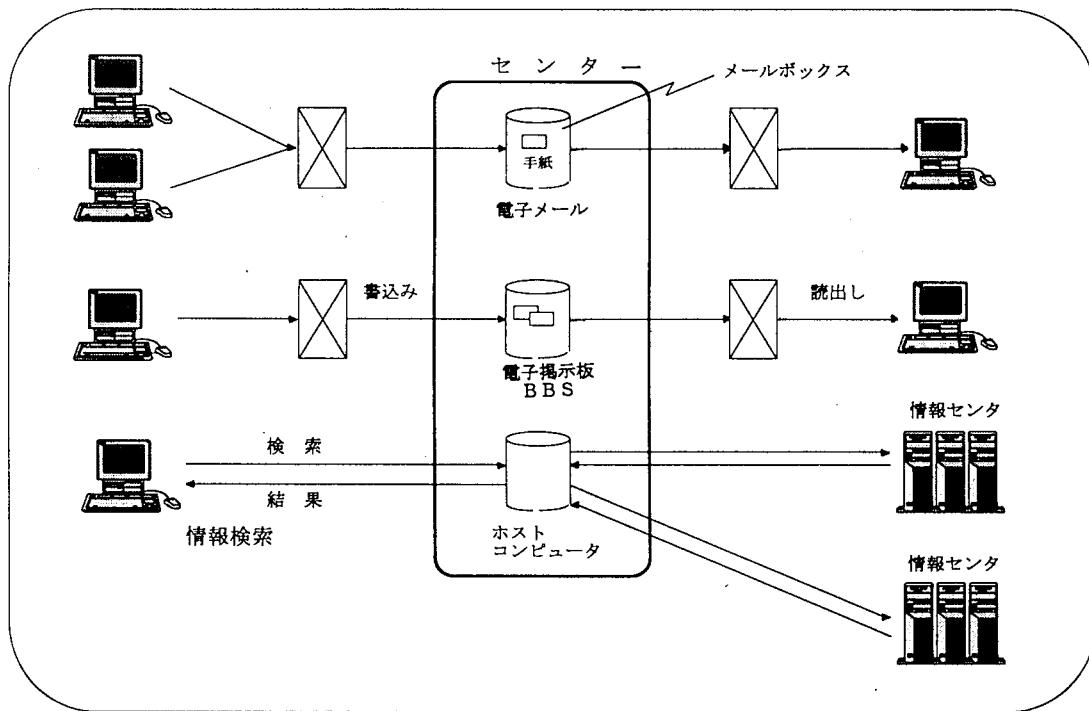 センター
メールボックス
手紙
電子メール
書込み
読出し
電子掲示板
BBS
情報センタ
検 索
結 果
情報検索
ホスト
コンピュータ
情報センタ